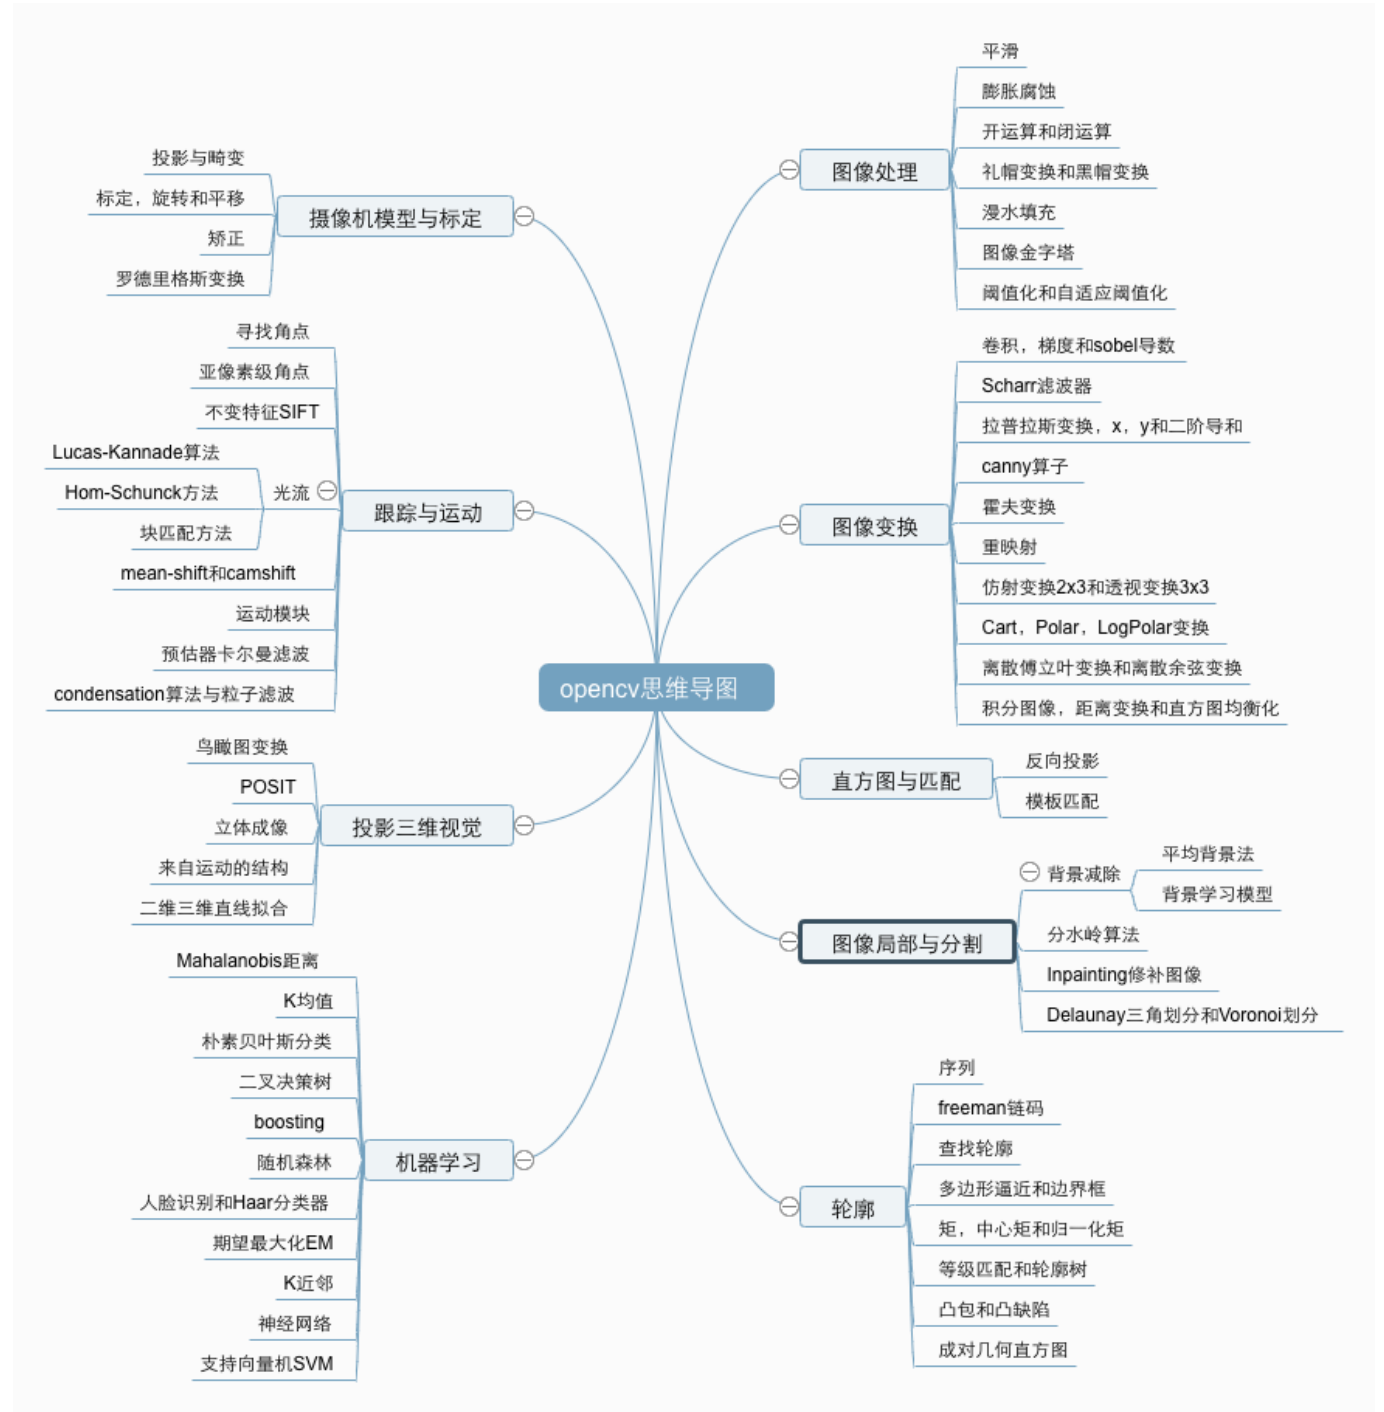 opencv思维导图
图像处理
平滑
膨胀腐蚀
开运算和闭运算
礼帽变换和黑帽变换
漫水填充
图像金字塔
阈值化和自适应阈值化
图像变换
卷积，梯度和sobel导数
Scharr滤波器
拉普拉斯变换，x，y和二阶导和
canny算子
霍夫变换
重映射
仿射变换2x3和透视变换3x3
Cart，Polar，LogPolar变换
离散傅立叶变换和离散余弦变换
积分图像，距离变换和直方图均衡化
直方图与匹配
反向投影
模板匹配
图像局部与分割
背景减除
平均背景法
背景学习模型
分水岭算法
Inpainting修补图像
Delaunay三角划分和Voronoi划分
轮廓
序列
freeman链码
查找轮廓
多边形逼近和边界框
矩，中心矩和归一化矩
等级匹配和轮廓树
凸包和凸缺陷
成对几何直方图
摄像机模型与标定
投影与畸变
标定，旋转和平移
矫正
罗德里格斯变换
跟踪与运动
寻找角点
亚像素级角点
不变特征SIFT
光流
Lucas-Kannade算法
Hom-Schunck方法
块匹配方法
mean-shift和camshift
运动模块
预估器卡尔曼滤波
condensation算法与粒子滤波
投影三维视觉
鸟瞰图变换
POSIT
立体成像
来自运动的结构
二维三维直线拟合
机器学习
Mahalanobis距离
K均值
朴素贝叶斯分类
二叉决策树
boosting
随机森林
人脸识别和Haar分类器
期望最大化EM
K近邻
神经网络
支持向量机SVM